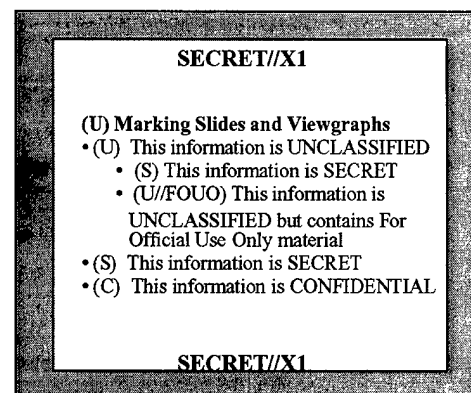 SECRET//X1
(U) Marking Slides and Viewgraphs
• (U) This information is UNCLASSIFIED
• (S) This information is SECRET
• (U//FOUO) This information is
UNCLASSIFIED but contains For
Official Use Only material
• (S) This information is SECRET
• (C) This information is CONFIDENTIAL
SECRET//X1